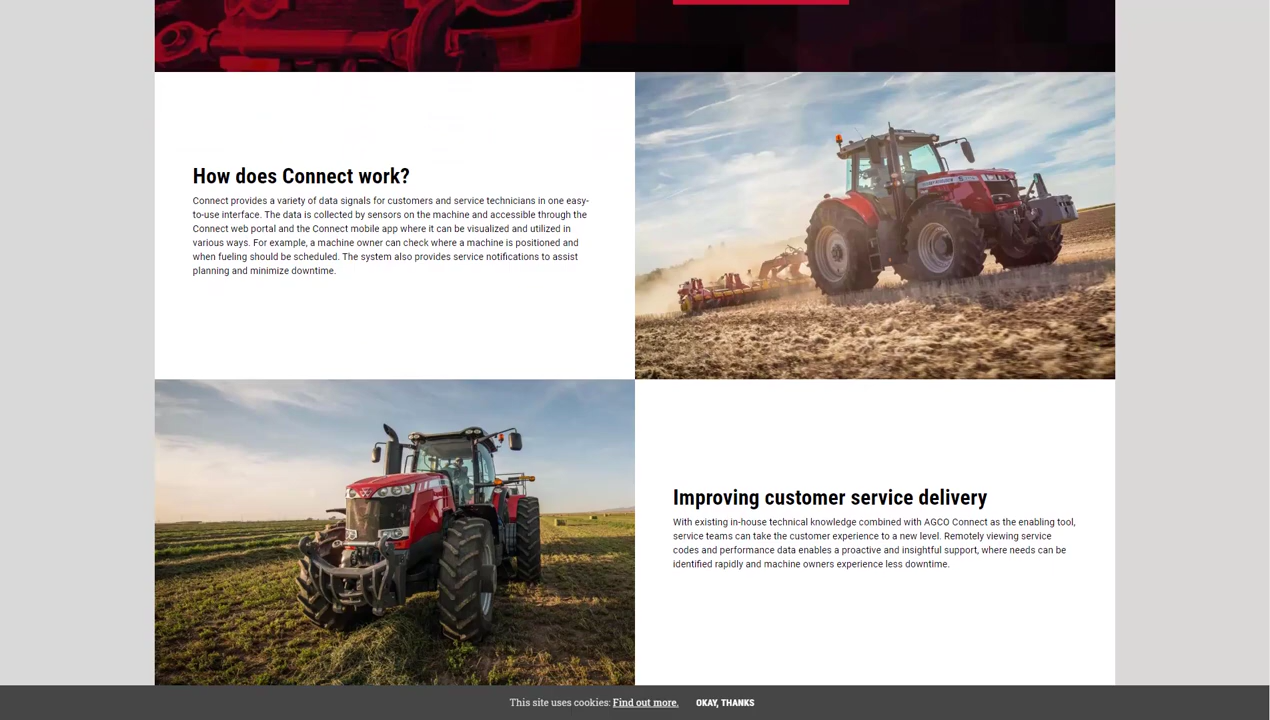 How does Connect work?
Connect provides a variety of data signals for customers and service technicians in one easy-
to-use interface. The data is collected by sensors on the machine and accessible through the
Connect web portal and the Connect mobile app where it can be visualized and utilized in
various ways. For example, a machine owner can check where a machine is positioned and
when fueling should be scheduled. The system also provides service notifications to assist
planning and minimize downtime.
Improving customer service delivery
With existing in-house technical knowledge combined with AGCO Connect as the enabling tool,
service teams can take the customer experience to a new level. Remotely viewing service
codes and performance data enables a proactive and insightful support, where needs can be
identified rapidly and machine owners experience less downtime.
This site uses cookies: Find out more. OKAY, THANKS